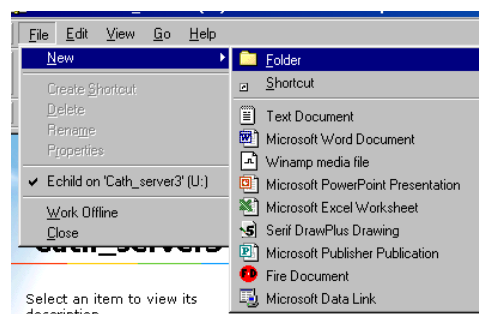 File Edit View Go Help
New
Create Shortcut
Delete
Rename
Properties
Echild on 'Cath_server3' (U:)
Work Offline
Close
Folder
Shortcut
Text Document
Microsoft Word Document
Winamp media file
Microsoft PowerPoint Presentation
Microsoft Excel Worksheet
Serif DrawPlus Drawing
Microsoft Publisher Publication
Fire Document
Microsoft Data Link
Select an item to view its
description